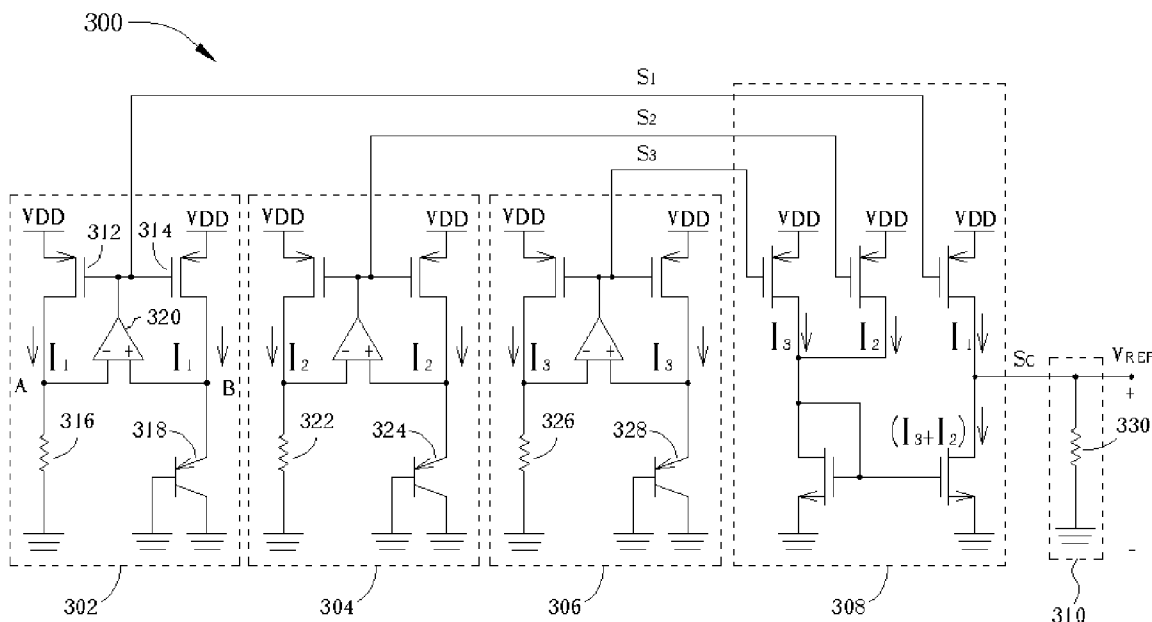 300
S1
S2
S3
VDD VDD VDD VDD VDD VDD VDD VDD VDD
312 314
320
I1 I1 I2 I2 I3 I3 I3 I2 I1
- + - + - +
A B
SC VREF
+
316 318 322 324 326 328 (I3+I2) 330
-
302 304 306 308 310